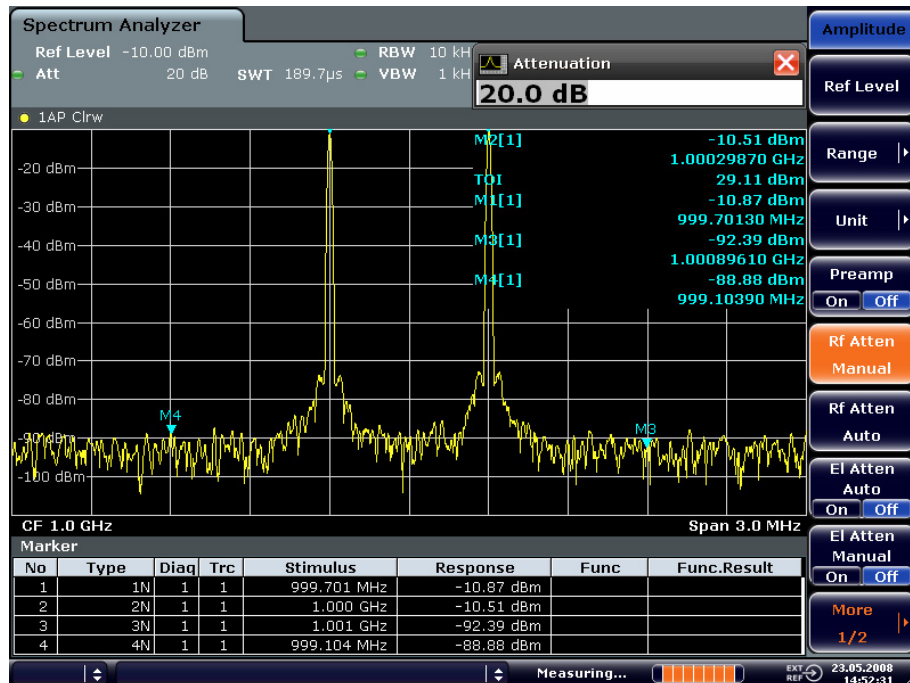 Spectrum Analyzer
Ref Level -10.00 dBm
RBW 10 kH
Att 20 dB SWT 189.7µs VBW 1 kH
Attenuation
20.0 dB
1AP Clrw
M2[1] -10.51 dBm
1.00029870 GHz
TOI 29.11 dBm
M1[1] -10.87 dBm
999.70130 MHz
M3[1] -92.39 dBm
1.00089610 GHz
M4[1] -88.88 dBm
999.10390 MHz
-20 dBm
-30 dBm
-40 dBm
-50 dBm
-60 dBm
-70 dBm
-80 dBm
-90 dBm
-100 dBm
M4
M3
CF 1.0 GHz Span 3.0 MHz
Marker
No Type Diaq Trc Stimulus Response Func Func.Result
1 1N 1 1 999.701 MHz -10.87 dBm
2 2N 1 1 1.000 GHz -10.51 dBm
3 3N 1 1 1.001 GHz -92.39 dBm
4 4N 1 1 999.104 MHz -88.88 dBm
Measuring...
EXT REF
23.05.2008
14:52:31
Amplitude
Ref Level
Range
Unit
Preamp
On Off
Rf Atten
Manual
Rf Atten
Auto
El Atten
Auto
On Off
El Atten
Manual
On Off
More
1/2